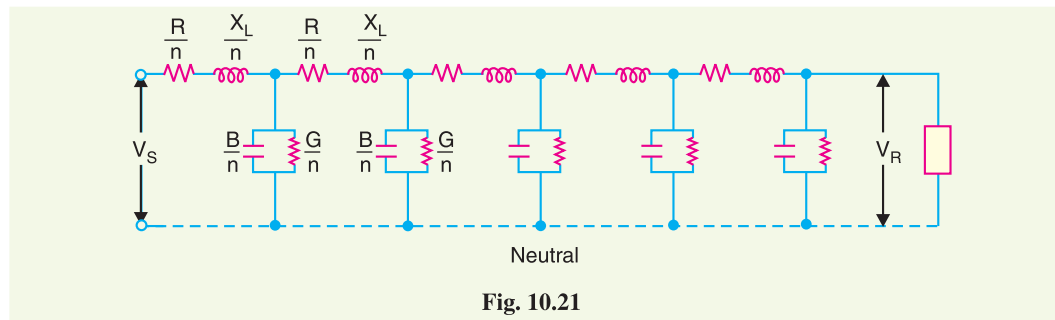 R/n X_L/n R/n X_L/n
V_S B/n G/n B/n G/n V_R
Neutral
Fig. 10.21